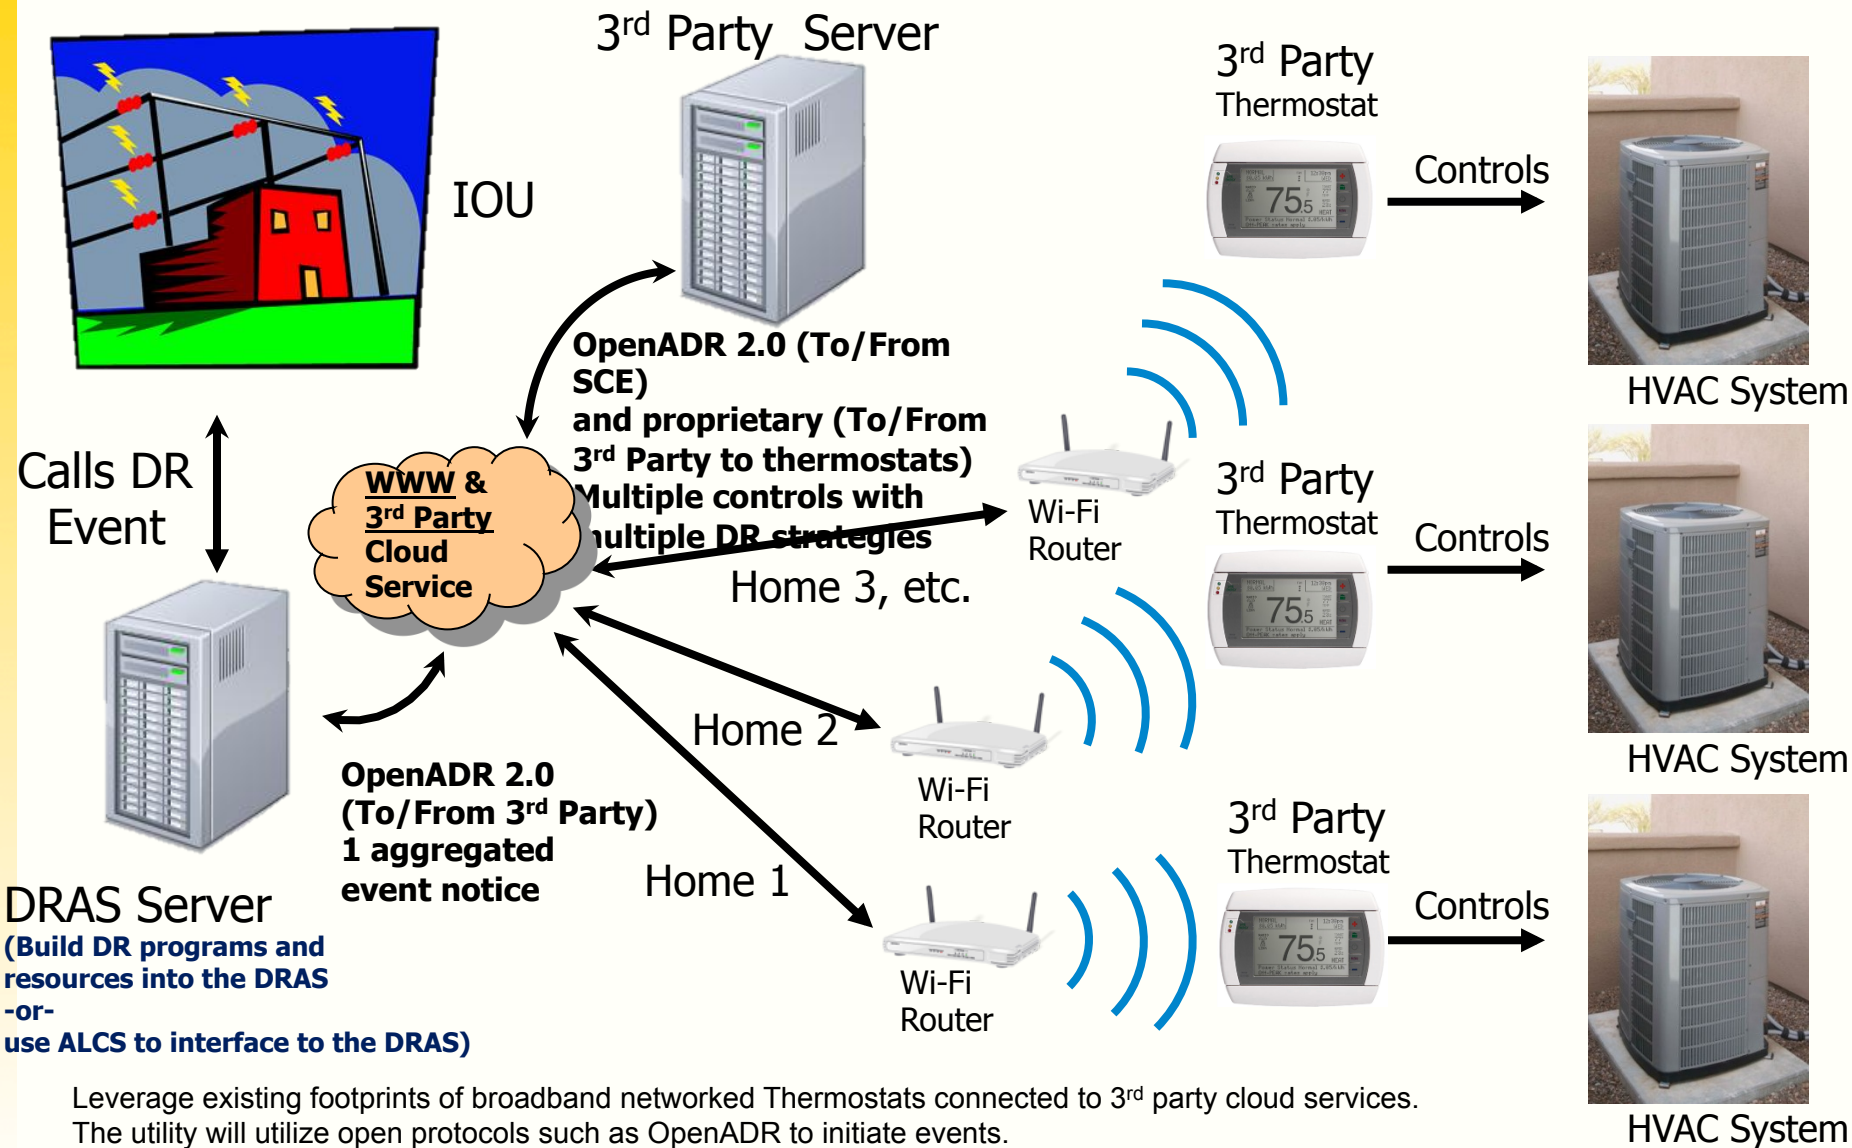 3rd Party Server
IOU
3rd Party
Thermostat
Controls
75.5
HVAC System
OpenADR 2.0 (To/From
SCE)
and proprietary (To/From
3rd Party to thermostats)
Multiple controls with
multiple DR strategies
Calls DR
Event
WWW &
3rd Party
Cloud
Service
Wi-Fi
Router
Home 3, etc.
3rd Party
Thermostat
Controls
75.5
HVAC System
Home 2
Wi-Fi
Router
OpenADR 2.0
(To/From 3rd Party)
1 aggregated
event notice
Home 1
Wi-Fi
Router
3rd Party
Thermostat
Controls
75.5
HVAC System
DRAS Server
(Build DR programs and
resources into the DRAS
-or-
use ALCS to interface to the DRAS)
Leverage existing footprints of broadband networked Thermostats connected to 3rd party cloud services.
The utility will utilize open protocols such as OpenADR to initiate events.